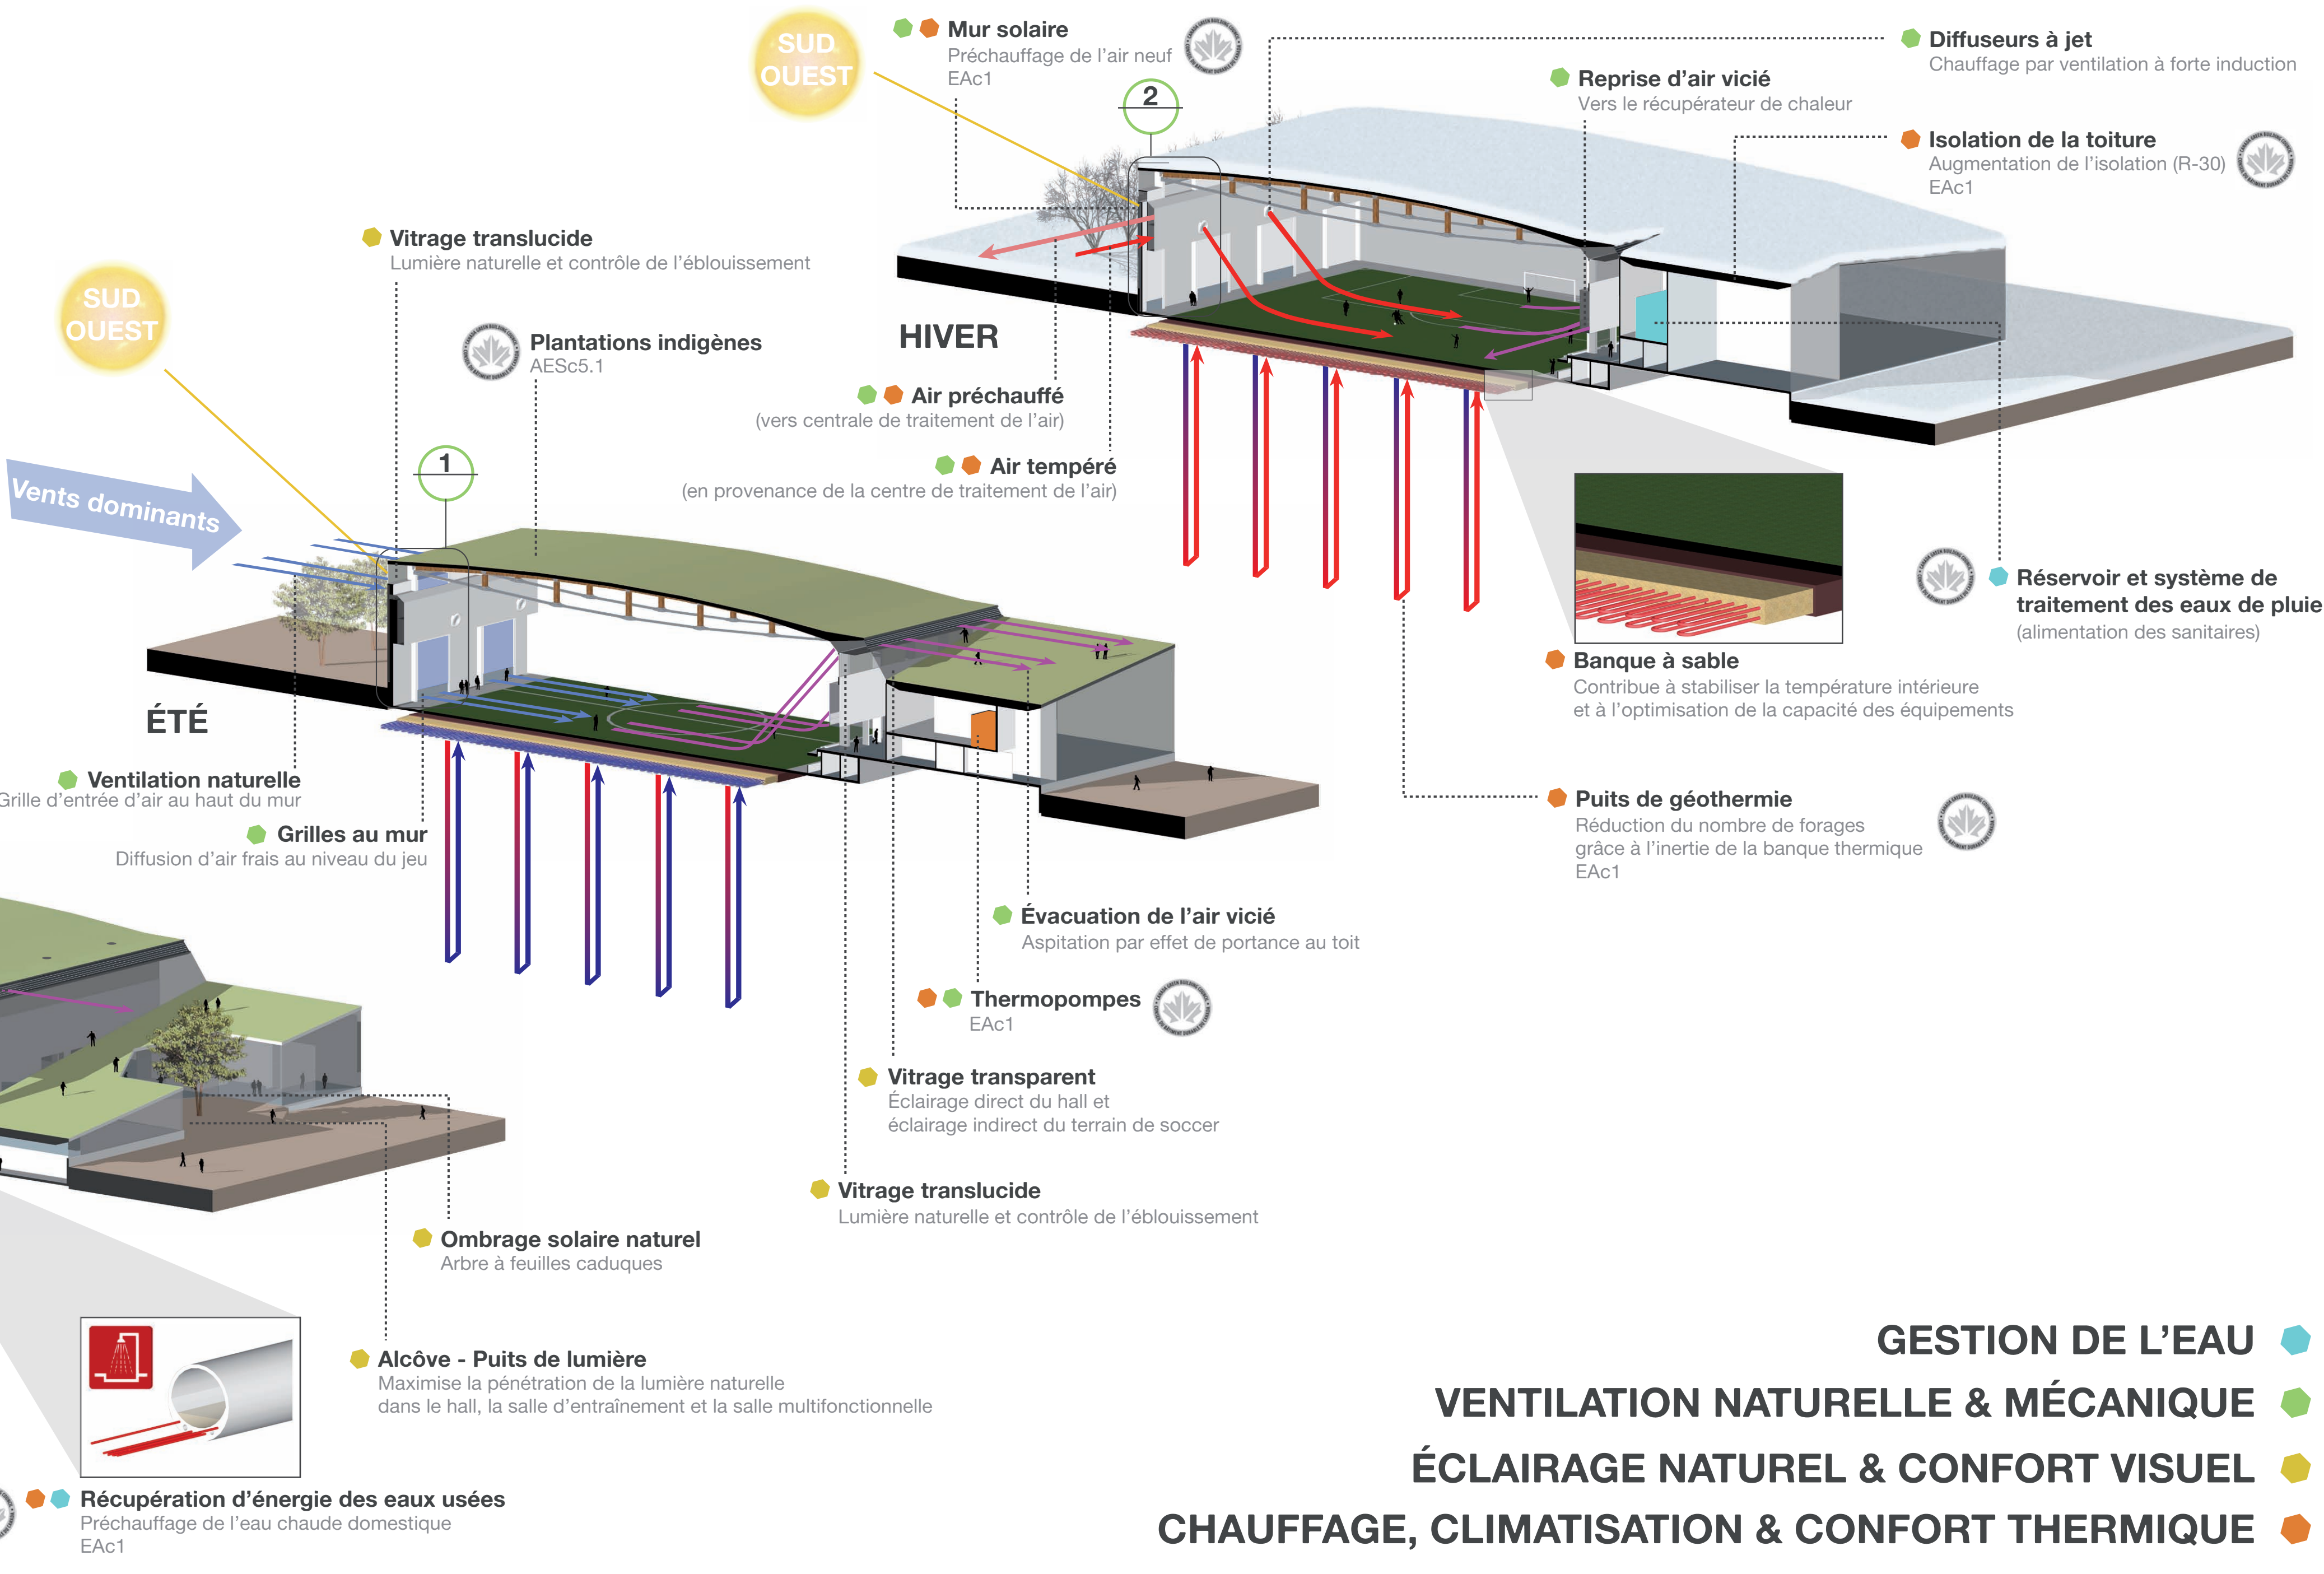 SUD
OUEST
Mur solaire
Préchauffage de l'air neuf
EAc1
2
Diffuseurs à jet
Chauffage par ventilation à forte induction
Reprise d'air vicié
Vers le récupérateur de chaleur
Isolation de la toiture
Augmentation de l'isolation (R-30)
EAc1
Vitrage translucide
Lumière naturelle et contrôle de l'éblouissement
SUD
OUEST
Plantations indigènes
AESc5.1
HIVER
Air préchauffé
(vers centrale de traitement de l'air)
Air tempéré
(en provenance de la centre de traitement de l'air)
1
Vents dominants
Réservoir et système de
traitement des eaux de pluie
(alimentation des sanitaires)
Banque à sable
Contribue à stabiliser la température intérieure
et à l'optimisation de la capacité des équipements
ÉTÉ
Ventilation naturelle
Grille d'entrée d'air au haut du mur
Grilles au mur
Diffusion d'air frais au niveau du jeu
Puits de géothermie
Réduction du nombre de forages
grâce à l'inertie de la banque thermique
EAc1
Évacuation de l'air vicié
Aspitation par effet de portance au toit
Thermopompes
EAc1
Vitrage transparent
Éclairage direct du hall et
éclairage indirect du terrain de soccer
Vitrage translucide
Lumière naturelle et contrôle de l'éblouissement
Ombrage solaire naturel
Arbre à feuilles caduques
Alcôve - Puits de lumière
Maximise la pénétration de la lumière naturelle
dans le hall, la salle d'entraînement et la salle multifonctionnelle
Récupération d'énergie des eaux usées
Préchauffage de l'eau chaude domestique
EAc1
GESTION DE L'EAU
VENTILATION NATURELLE & MÉCANIQUE
ÉCLAIRAGE NATUREL & CONFORT VISUEL
CHAUFFAGE, CLIMATISATION & CONFORT THERMIQUE